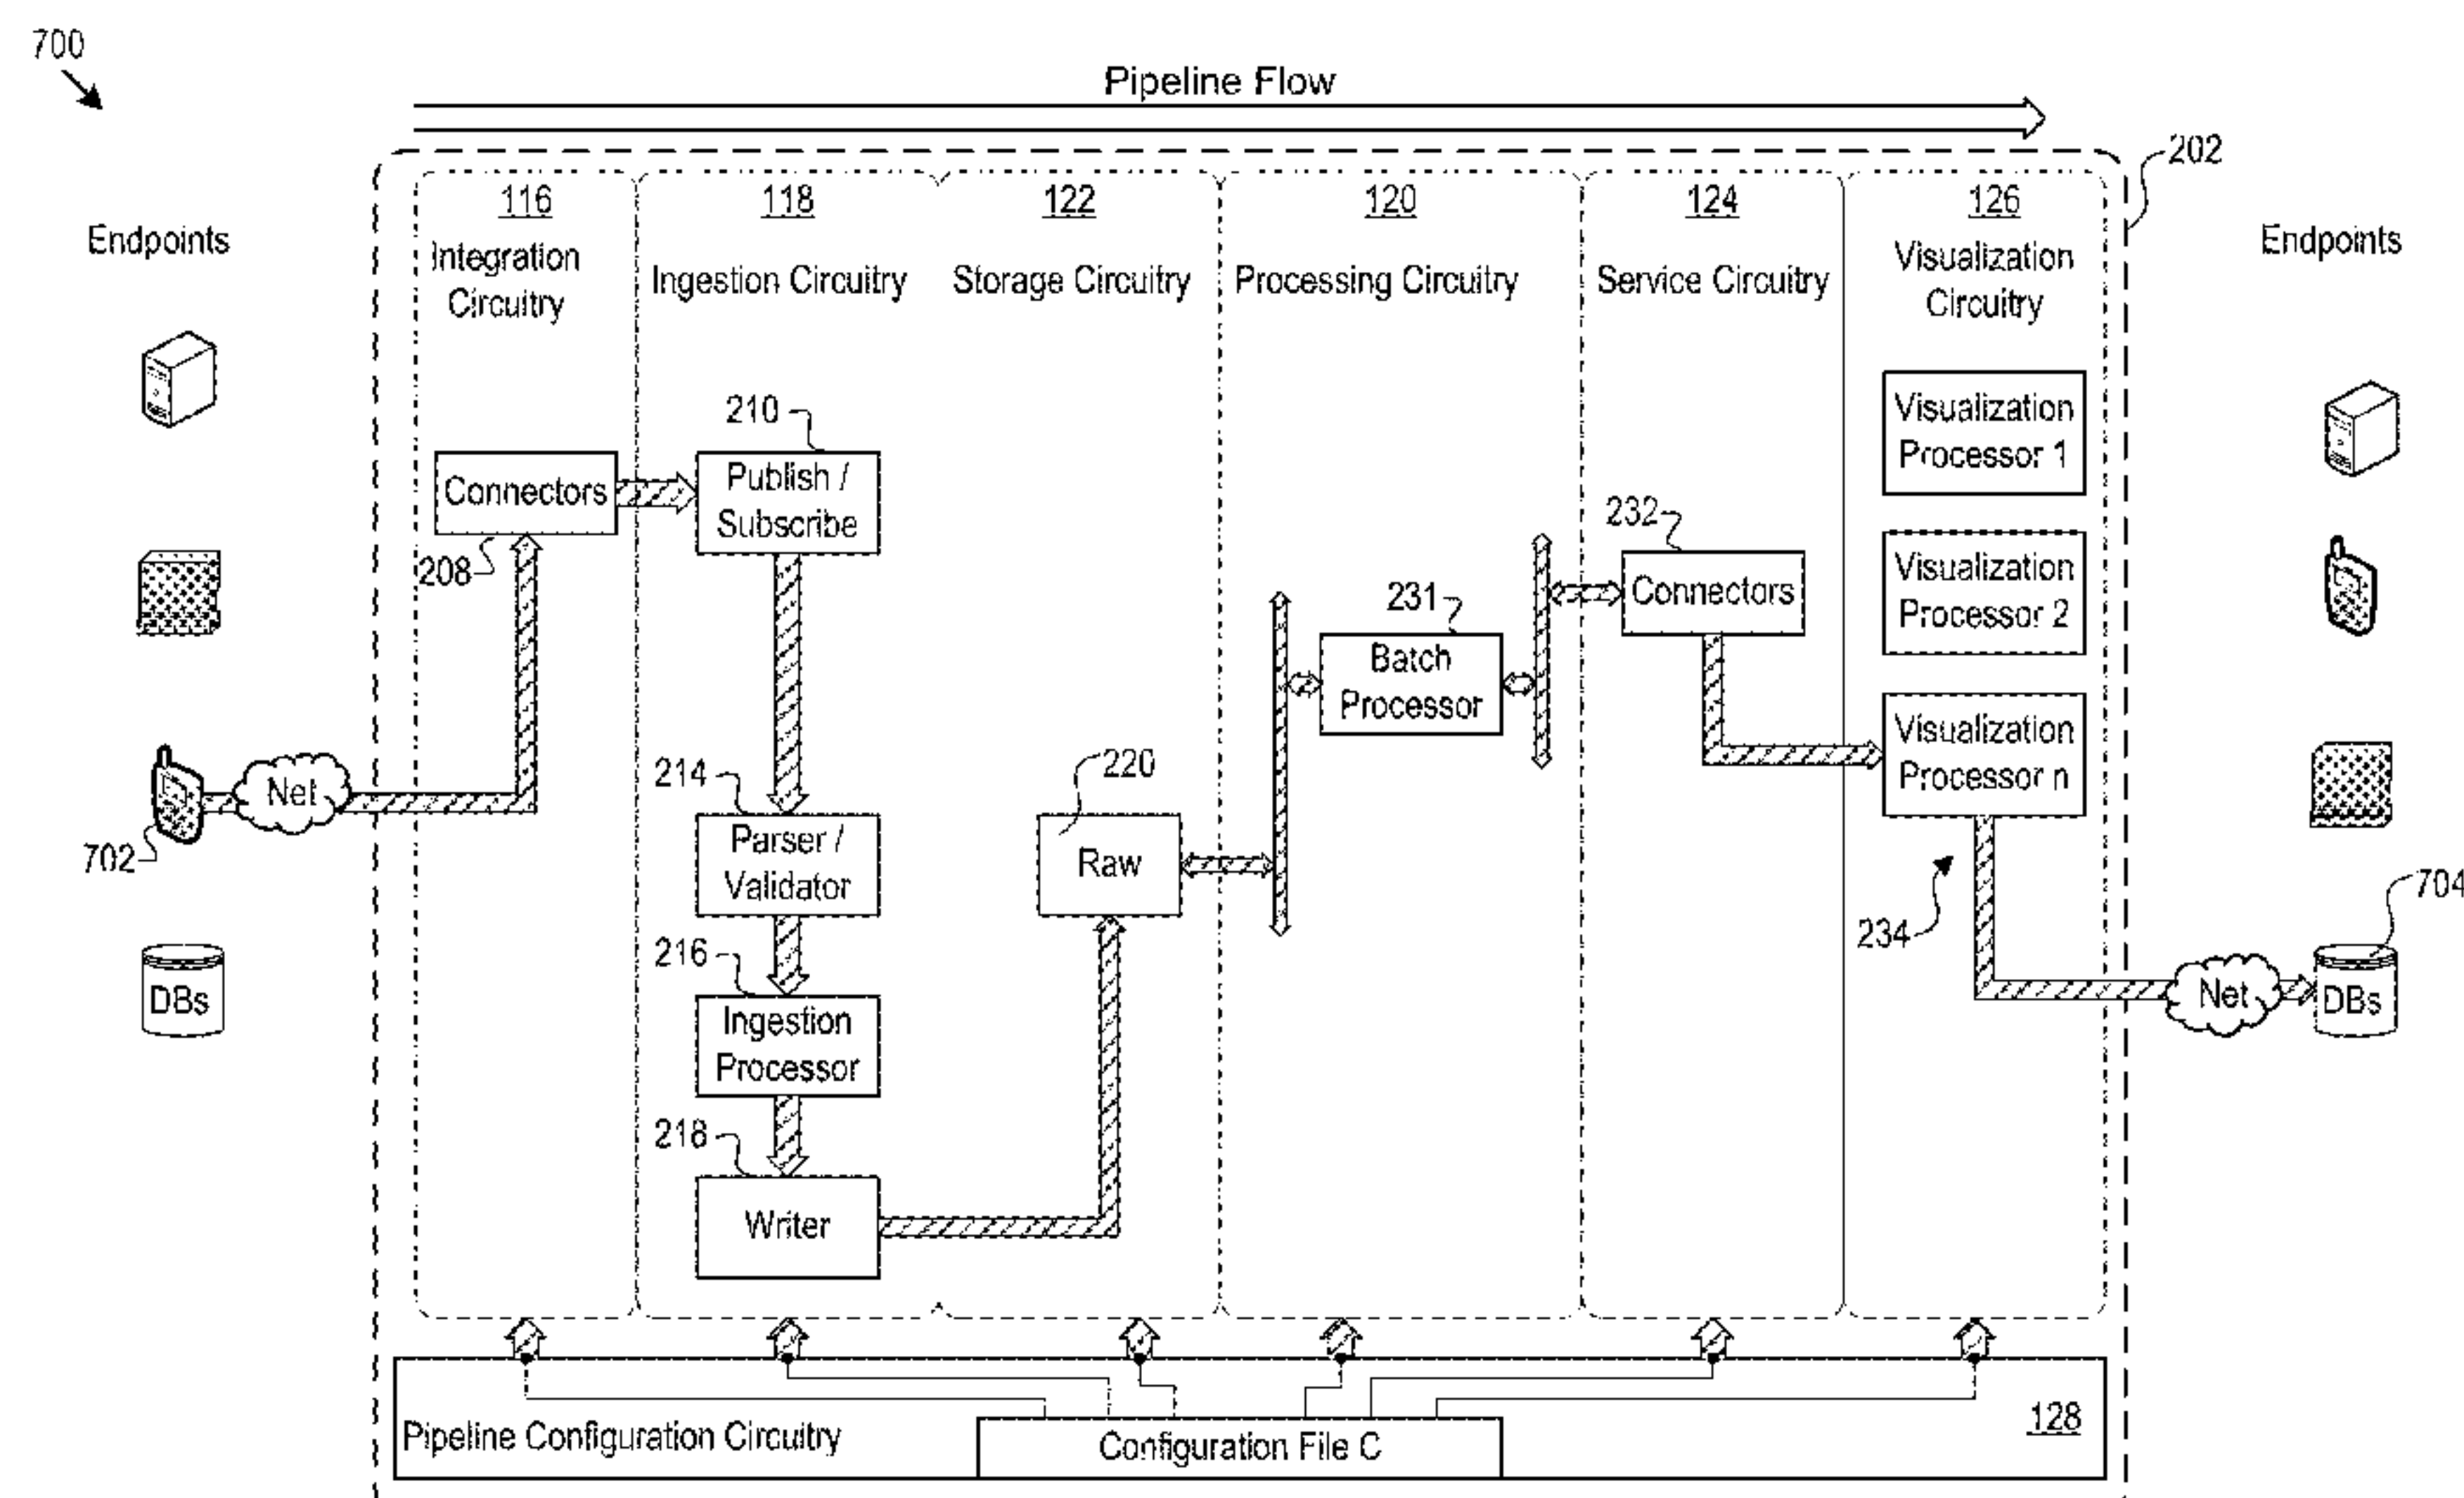 700
Pipeline Flow
202
Endpoints
116
Integration
Circuitry
118
Ingestion Circuitry
122
Storage Circuitry
120
Processing Circuitry
124
Service Circuitry
126
Visualization
Circuitry
Endpoints
Connectors
208
210
Publish /
Subscribe
214
Parser /
Validator
216
Ingestion
Processor
218
Writer
220
Raw
231
Batch
Processor
232
Connectors
Visualization
Processor 1
Visualization
Processor 2
Visualization
Processor n
234
Net
702
DBs
Net
704
DBs
Pipeline Configuration Circuitry
Configuration File C
128